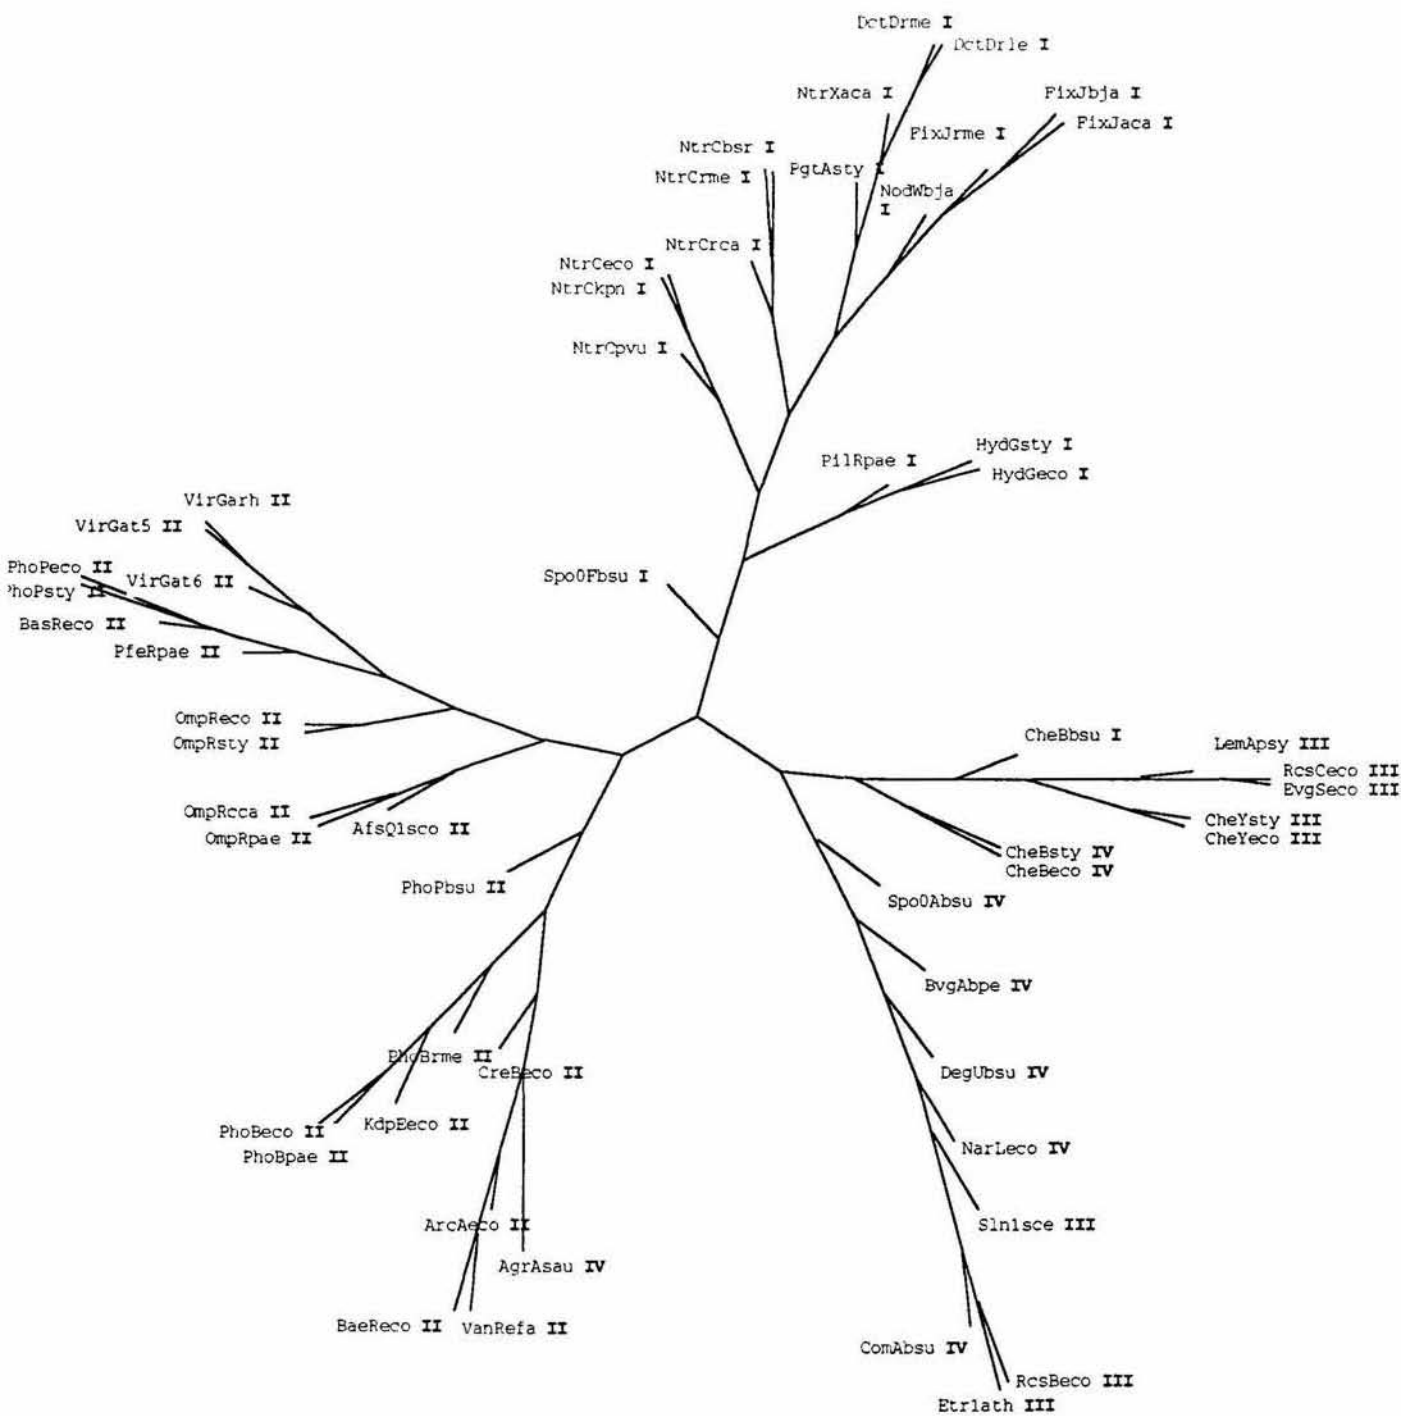 DctDrme I
DctDrle I
NtrXaca I
FixJbja I
FixJaca I
FixJrme I
NtrCbsr I
NtrCrme I
PgtAsty I
NodWbja
I
NtrCrca I
NtrCeco I
NtrCkpn I
NtrCpvu I
HydGsty I
PilRpae I
HydGeco I
VirGarh II
VirGat5 II
PhoPeco II
VirGat6 II
PhoPsty II
Spo0Fbsu I
BasReco II
PfeRpae II
OmpReco II
OmpRsty II
CheBbsu I
LemApsy III
RcsCeco III
EvgSeco III
OmpRcca II
AfsQ1sco II
OmpRpae II
CheYsty III
CheYeco III
CheBsty IV
CheBeco IV
PhoPbsu II
Spo0Absu IV
BvgAbpe IV
PhoBrme II
CreBeco II
DegUbsu IV
PhoBeco II
KdpEeco II
PhoBpae II
NarLeco IV
ArcAeco II
Sln1sce III
AgrAsau IV
BaeReco II
VanRefa II
ComAbsu IV
RcsBeco III
Etr1ath III